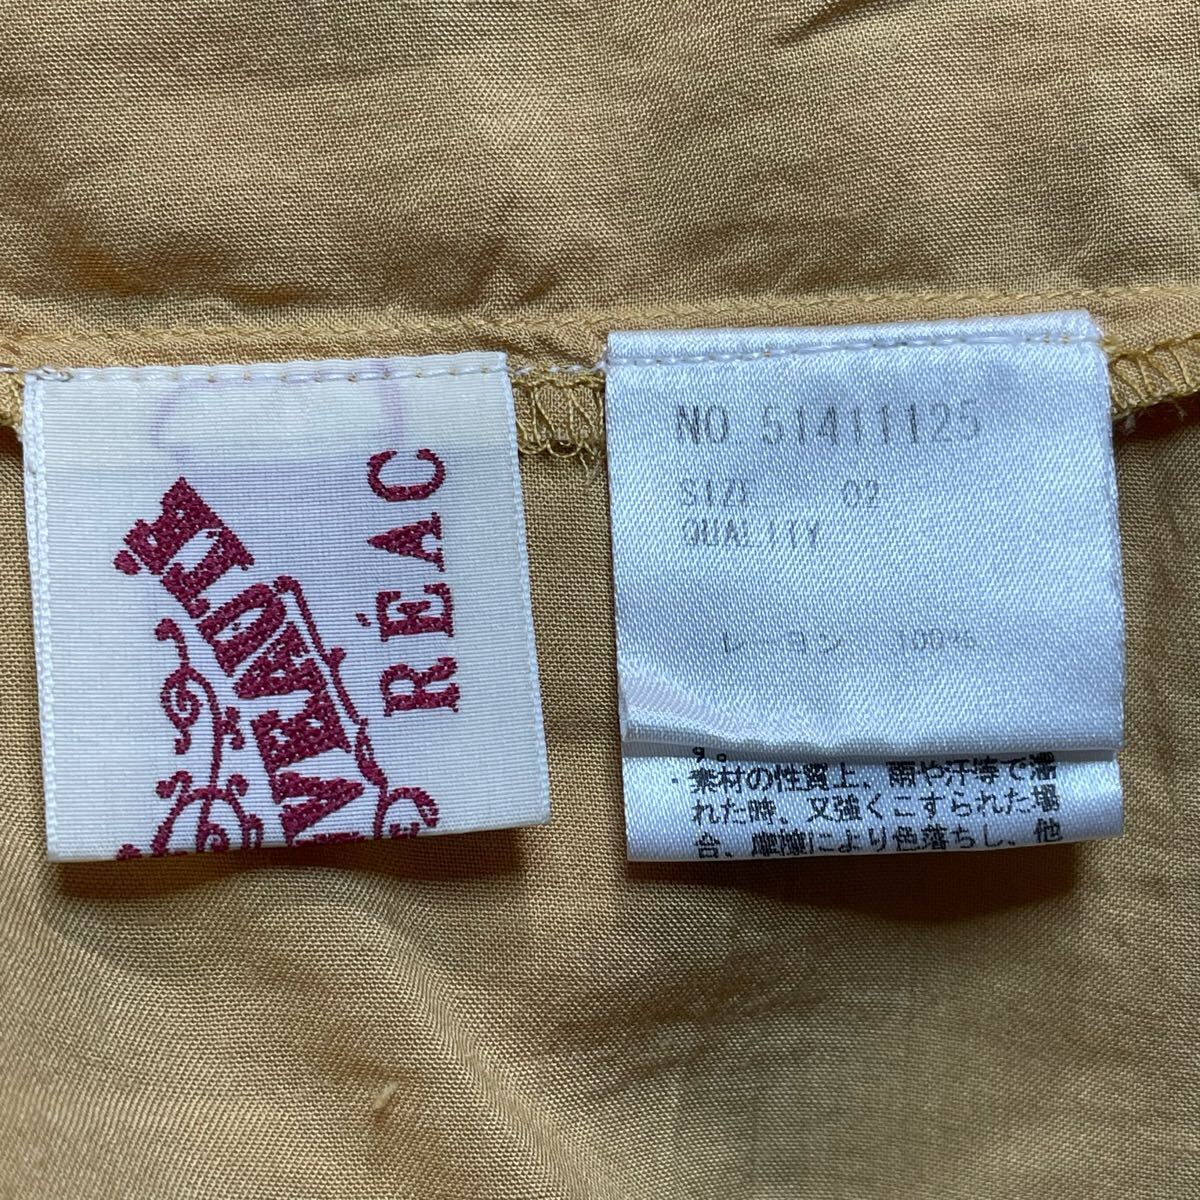 RÉAC
NO. 51411125
SIZE 02
QUALITY
レーヨン 100%
す。
・素材の性質上、雨や汗等で濡
れた時、又強くこすられた場
合、摩擦により色落ちし、他